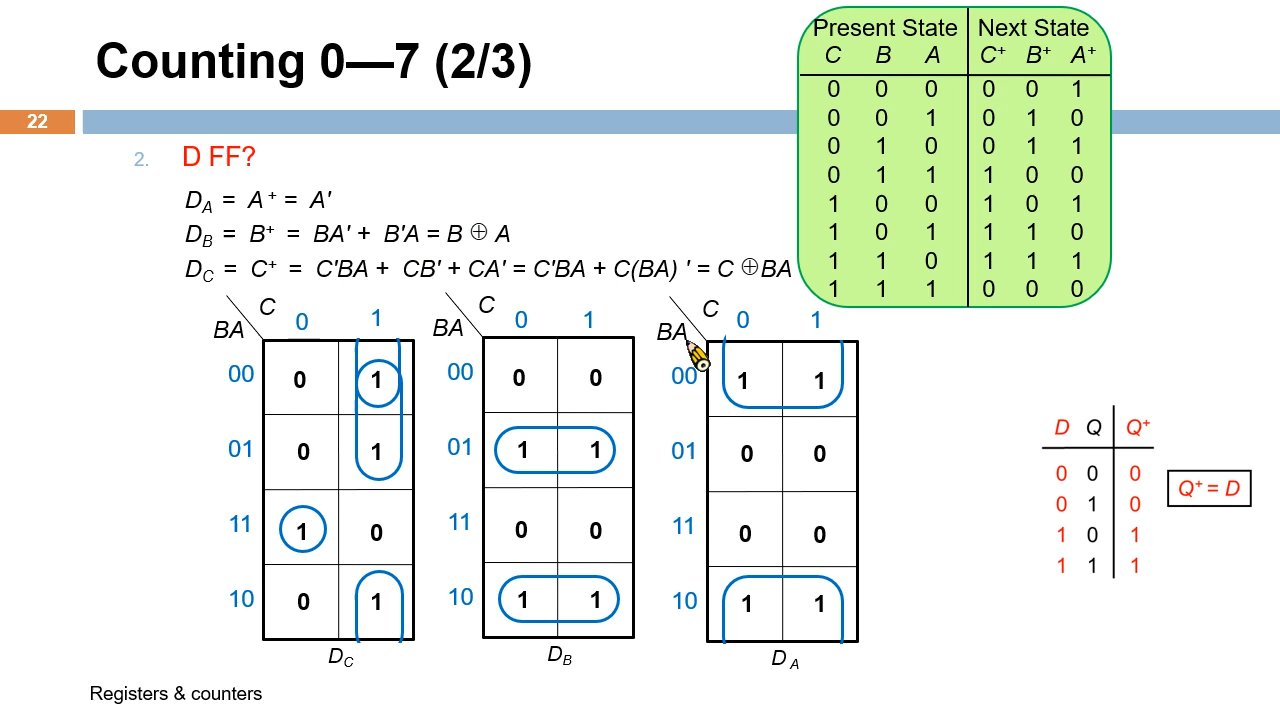 Counting 0—7 (2/3)
22
Present State Next State
C B A C⁺ B⁺ A⁺
0 0 0 0 0 1
0 0 1 0 1 0
0 1 0 0 1 1
0 1 1 1 0 0
1 0 0 1 0 1
1 0 1 1 1 0
1 1 0 1 1 1
1 1 1 0 0 0
2. D FF?
D_A = A⁺ = A'
D_B = B⁺ = BA' + B'A = B ⊕ A
D_C = C⁺ = C'BA + CB' + CA' = C'BA + C(BA) ' = C ⊕BA
C
BA 0 1
00 0 1
01 0 1
11 1 0
10 0 1
D_C
C
BA 0 1
00 0 0
01 1 1
11 0 0
10 1 1
D_B
C
BA 0 1
00 1 1
01 0 0
11 0 0
10 1 1
D_A
D Q Q⁺
0 0 0
0 1 0
1 0 1
1 1 1
Q⁺ = D
Registers & counters